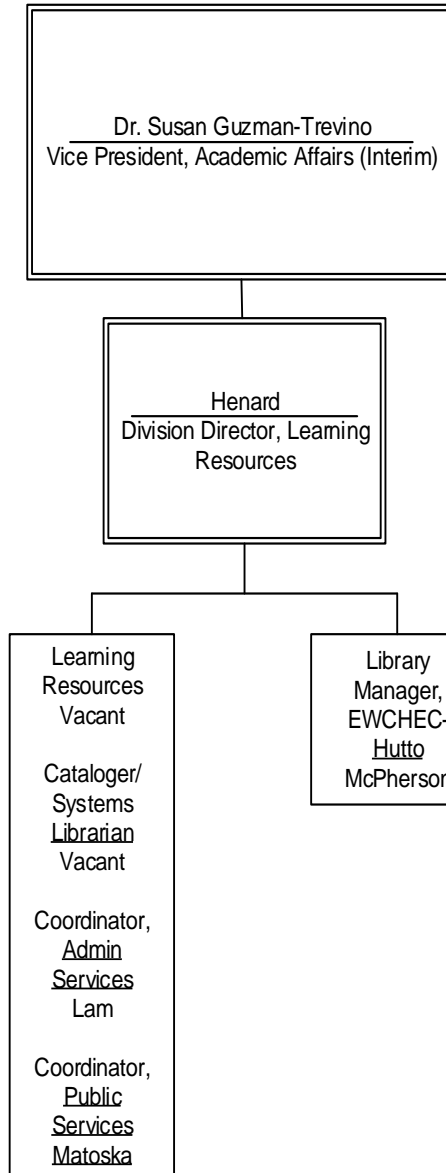 Dr. Susan Guzman-Trevino
Vice President, Academic Affairs (Interim)
Henard
Division Director, Learning
Resources
Learning
Resources
Vacant
Cataloger/
Systems
Librarian
Vacant
Coordinator,
Admin
Services
Lam
Coordinator,
Public
Services
Matoska
Library
Manager,
EWCHEC-
Hutto
McPherson